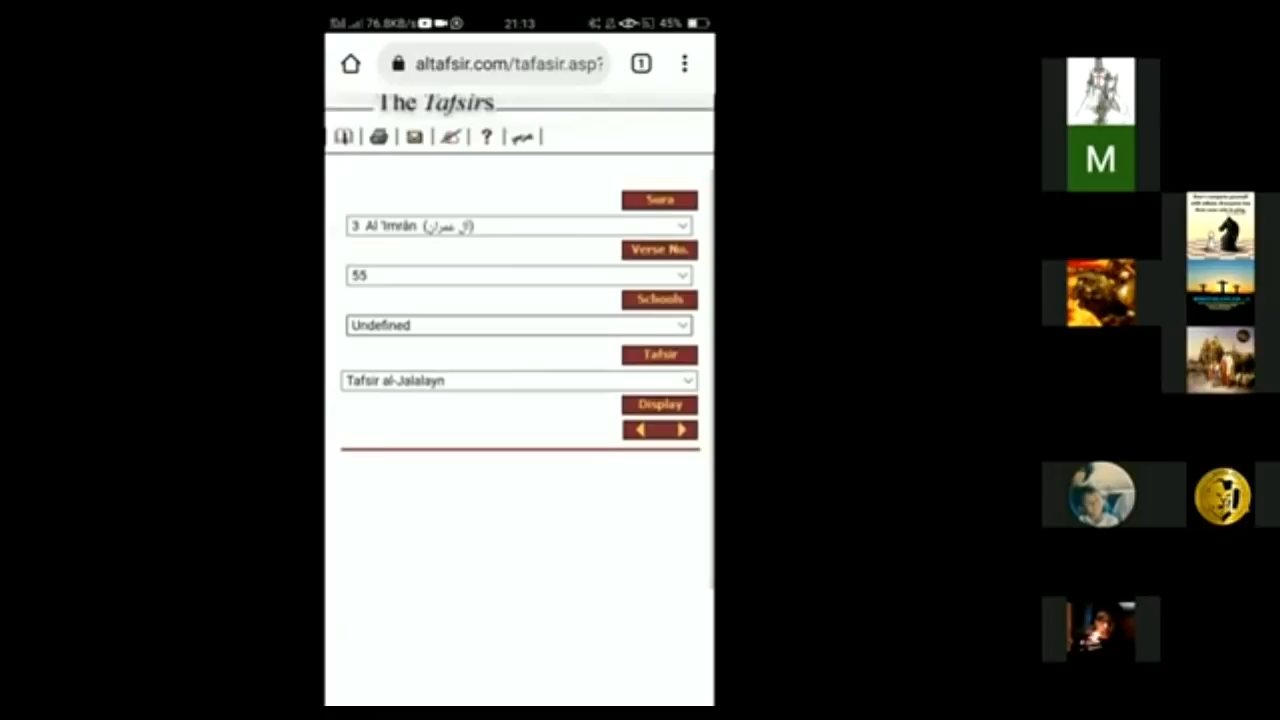 76.8KB/s
21:13
45%
altafsir.com/tafasir.asp?
1
The Tafsirs
?
عربي
Sura
3 Al 'Imrân (آل عمران)
Verse No.
55
Schools
Undefined
Tafsir
Tafsir al-Jalalayn
Display
M